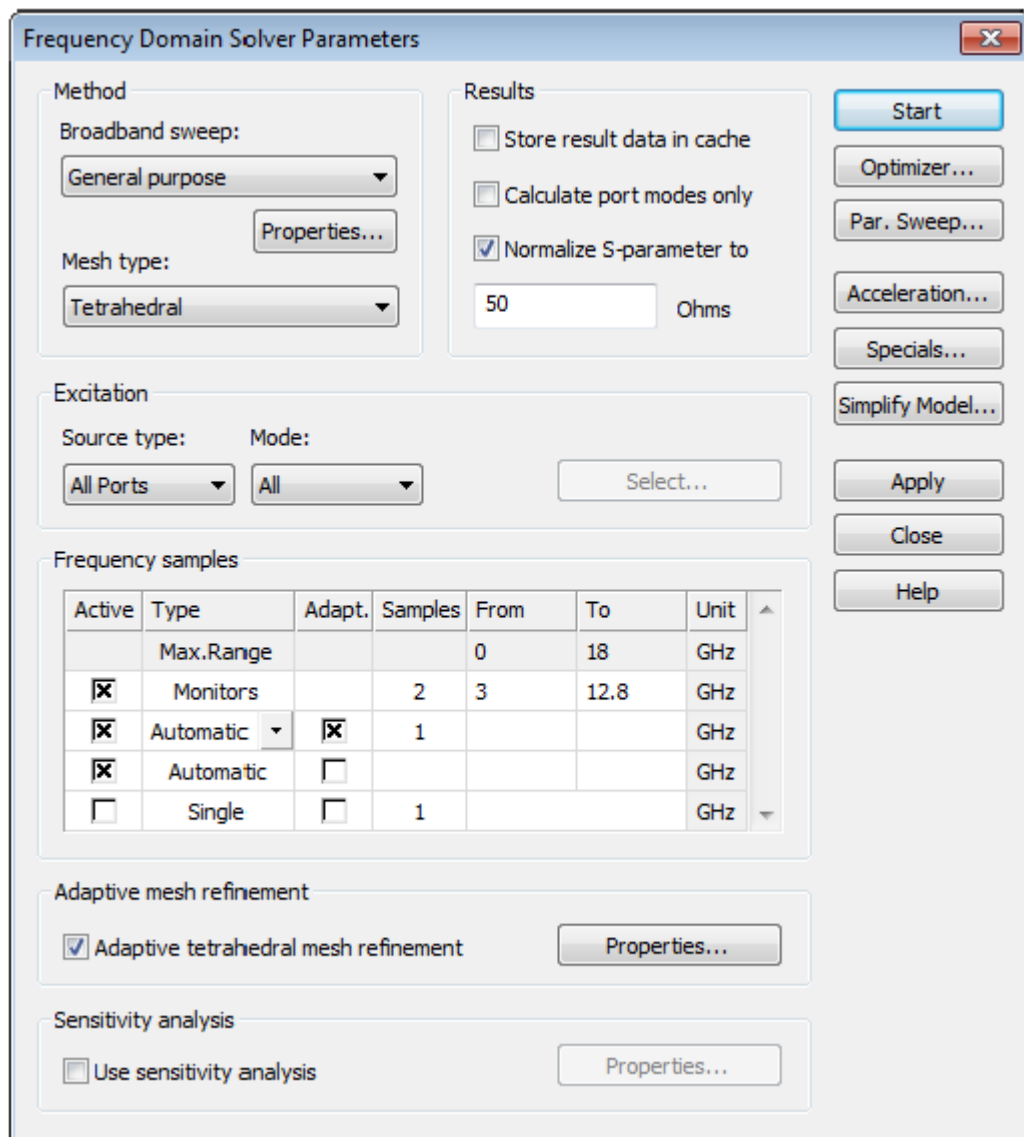 Frequency Domain Solver Parameters
Method
Broadband sweep:
General purpose
Properties...
Mesh type:
Tetrahedral
Results
Store result data in cache
Calculate port modes only
Normalize S-parameter to
50 Ohms
Start
Optimizer...
Par. Sweep...
Acceleration...
Specials...
Simplify Model...
Apply
Close
Help
Excitation
Source type: Mode:
All Ports All Select...
Frequency samples
Active Type Adapt. Samples From To Unit
Max.Range 0 18 GHz
Monitors 2 3 12.8 GHz
Automatic 1 GHz
Automatic GHz
Single 1 GHz
Adaptive mesh refinement
Adaptive tetrahedral mesh refinement Properties...
Sensitivity analysis
Use sensitivity analysis Properties...